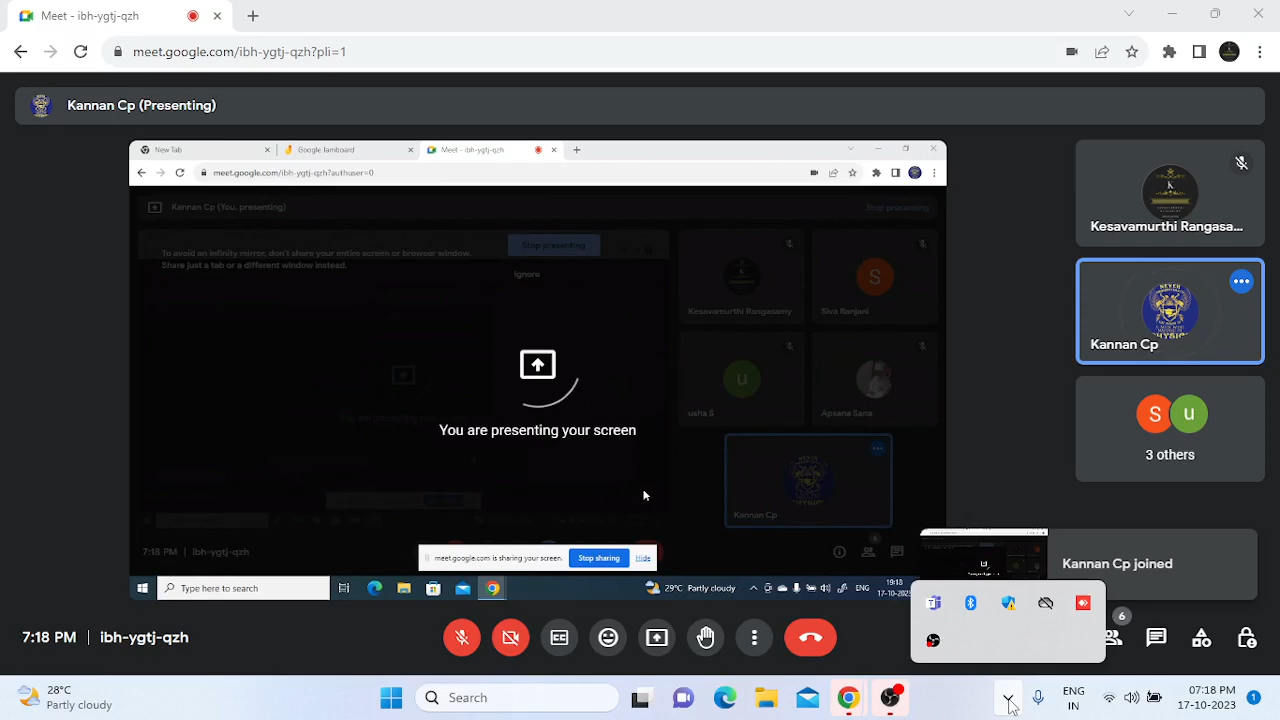 Meet - ibh-ygtj-qzh
meet.google.com/ibh-ygtj-qzh?pli=1
Kannan Cp (Presenting)
New Tab
Google Jamboard
Meet - ibh-ygtj-qzh
meet.google.com/ibh-ygtj-qzh?authuser=0
Kannan Cp (You, presenting)
Stop presenting
To avoid an infinity mirror, don't share your entire screen or browser window.
Share just a tab or a different window instead.
Stop presenting
Ignore
Kesavamurthi Rangasamy
Siva Ranjani
usha S
Apsana Sana
You are presenting your screen
Kannan Cp
7:18 PM | ibh-ygtj-qzh
meet.google.com is sharing your screen.
Stop sharing
Hide
6
Type here to search
29°C Partly cloudy
ENG
19:18
K
Kesavamurthi Rangasa...
NEVER
Kannan Cp
S
u
3 others
Kannan Cp joined
7:18 PM | ibh-ygtj-qzh
6
28°C
Partly cloudy
Search
ENG
IN
07:18 PM
17-10-2023
1